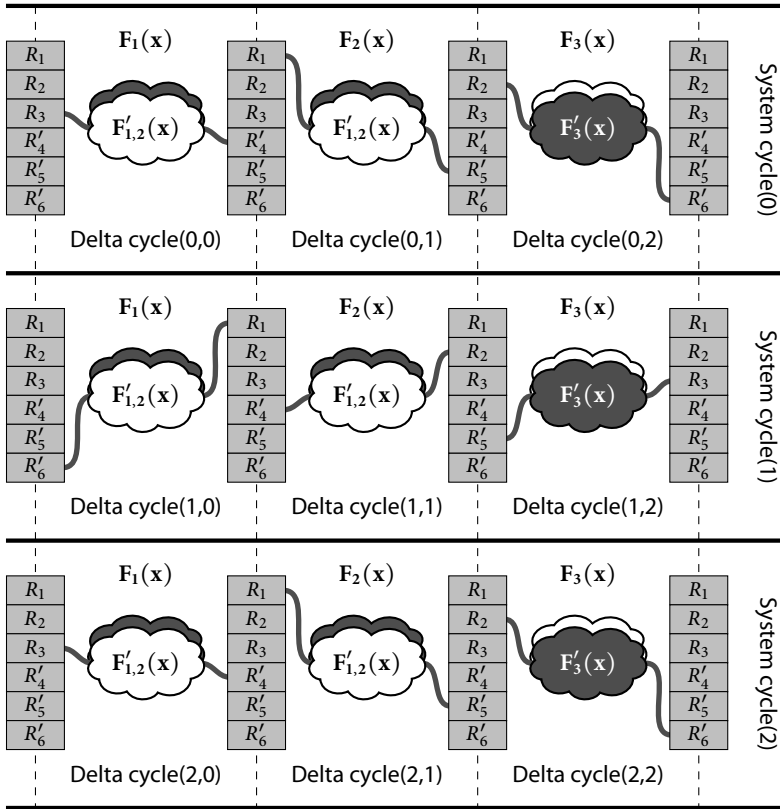 F₁(x) F₂(x) F₃(x)
R₁ R₁ R₁ R₁
R₂ R₂ R₂ R₂
R₃ R₃ R₃ R₃
R′₄ R′₄ R′₄ R′₄
R′₅ R′₅ R′₅ R′₅
R′₆ R′₆ R′₆ R′₆
F′₁,₂(x) F′₁,₂(x) F′₃(x)
Delta cycle(0,0) Delta cycle(0,1) Delta cycle(0,2)
System cycle(0)
F₁(x) F₂(x) F₃(x)
R₁ R₁ R₁ R₁
R₂ R₂ R₂ R₂
R₃ R₃ R₃ R₃
R′₄ R′₄ R′₄ R′₄
R′₅ R′₅ R′₅ R′₅
R′₆ R′₆ R′₆ R′₆
F′₁,₂(x) F′₁,₂(x) F′₃(x)
Delta cycle(1,0) Delta cycle(1,1) Delta cycle(1,2)
System cycle(1)
F₁(x) F₂(x) F₃(x)
R₁ R₁ R₁ R₁
R₂ R₂ R₂ R₂
R₃ R₃ R₃ R₃
R′₄ R′₄ R′₄ R′₄
R′₅ R′₅ R′₅ R′₅
R′₆ R′₆ R′₆ R′₆
F′₁,₂(x) F′₁,₂(x) F′₃(x)
Delta cycle(2,0) Delta cycle(2,1) Delta cycle(2,2)
System cycle(2)